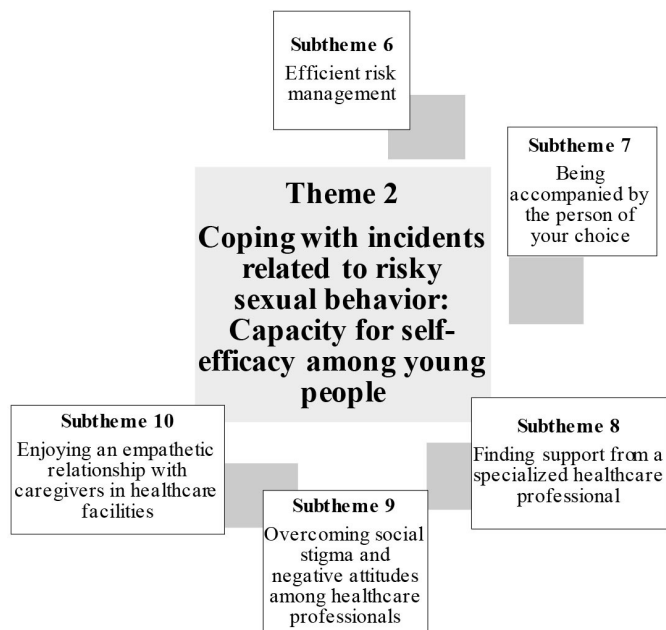 Subtheme 6
Efficient risk
management
Subtheme 7
Being
accompanied by
the person of
your choice
Theme 2
Coping with incidents
related to risky
sexual behavior:
Capacity for self-
efficacy among young
people
Subtheme 8
Finding support from a
specialized healthcare
professional
Subtheme 9
Overcoming social
stigma and
negative attitudes
among healthcare
professionals
Subtheme 10
Enjoying an empathetic
relationship with
caregivers in healthcare
facilities